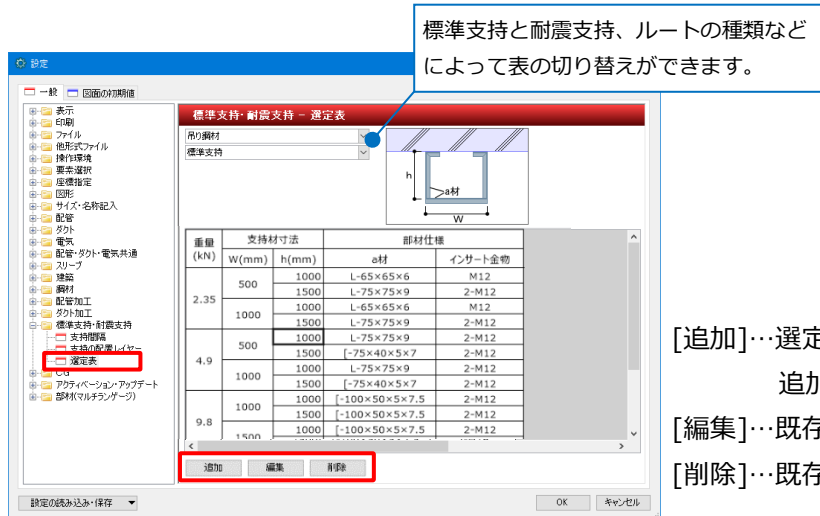 標準支持と耐震支持、ルートの種類など
によって表の切り替えができます。
設定
一般 図面の初期値
表示
印刷
ファイル
他形式ファイル
操作環境
要素選択
座標指定
図形
サイズ・名称記入
配管
ダクト
電気
配管・ダクト・電気共通
スリーブ
建築
鋼材
配管加工
ダクト加工
標準支持・耐震支持
支持間隔
支持の配置レイヤー
選定表
CG
アクティベーション・アップデート
部材(マルチランゲージ)
標準支持・耐震支持 － 選定表
吊り鋼材
標準支持
h
a材
W
重量(kN) 支持材寸法 部材仕様
W(mm) h(mm) a材 インサート金物
2.35 500 1000 L-65×65×6 M12
1500 L-75×75×9 2-M12
1000 1000 L-65×65×6 M12
1500 L-75×75×9 2-M12
4.9 500 1000 L-75×75×9 2-M12
1500 [-75×40×5×7 2-M12
1000 1000 L-75×75×9 2-M12
1500 [-75×40×5×7 2-M12
9.8 1000 1000 [-100×50×5×7.5 2-M12
1500 [-100×50×5×7.5 2-M12
1500 1000 [-100×50×5×7.5 2-M12
追加 編集 削除
[追加]…選定
追加
[編集]…既存
[削除]…既存
設定の読み込み・保存 OK キャンセル